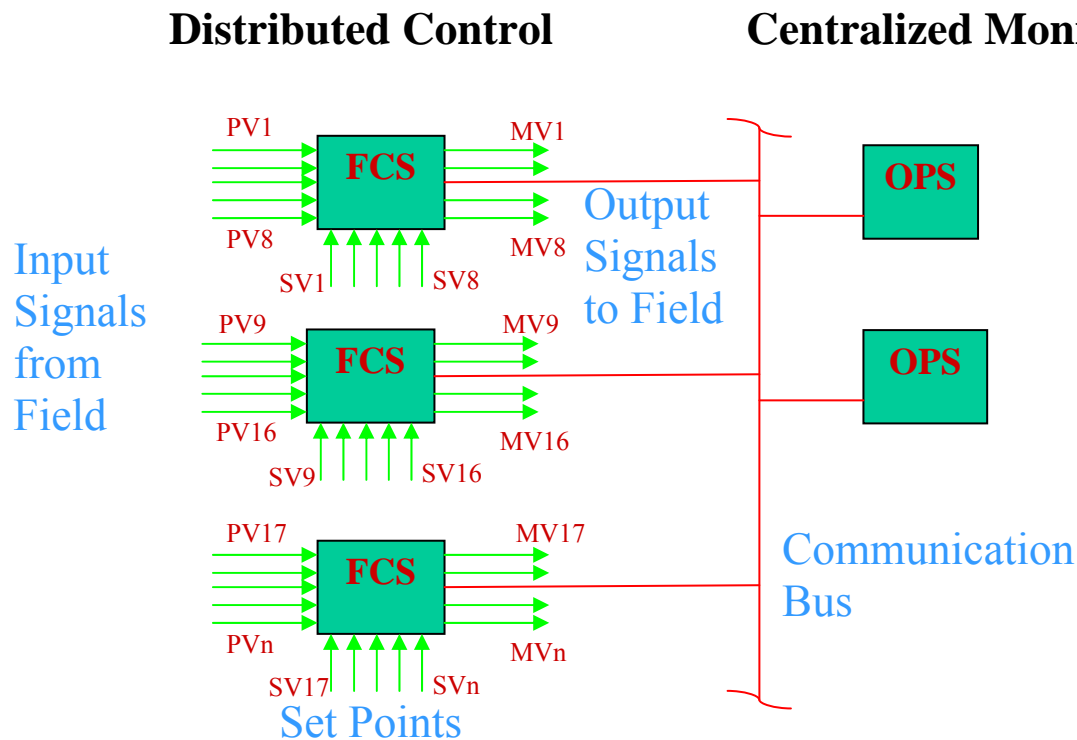 Distributed Control
Centralized Moni
PV1
FCS
MV1
PV8
SV1
SV8
MV8
OPS
Input
Signals
from
Field
Output
Signals
to Field
PV9
FCS
MV9
PV16
SV9
SV16
MV16
OPS
PV17
FCS
MV17
PVn
SV17
SVn
MVn
Set Points
Communication
Bus